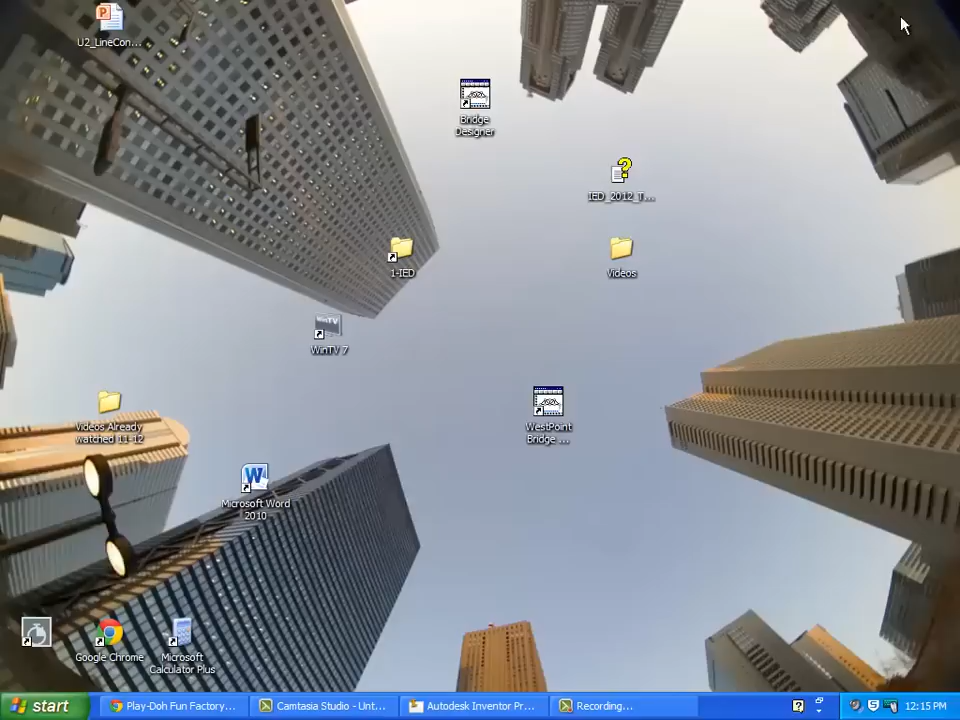 U2_LineCon...
Bridge
Designer
IED_2012_T...
1-IED
Videos
WinTV 7
Videos Already
watched 11-12
WestPoint
Bridge ...
Microsoft Word
2010
Google Chrome
Microsoft
Calculator Plus
start
Play-Doh Fun Factory...
Camtasia Studio - Unt...
Autodesk Inventor Pr...
Recording...
12:15 PM